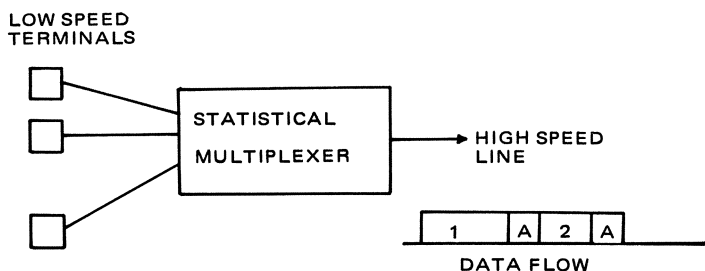 LOW SPEED
TERMINALS
STATISTICAL
MULTIPLEXER
HIGH SPEED
LINE
1 A 2 A
DATA FLOW